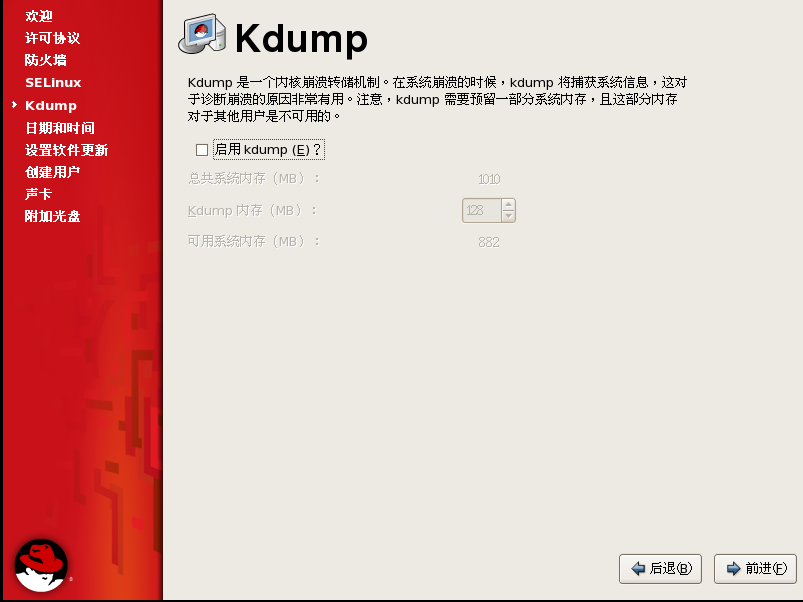 欢迎
许可协议
防火墙
SELinux
Kdump
日期和时间
设置软件更新
创建用户
声卡
附加光盘
Kdump
Kdump 是一个内核崩溃转储机制。在系统崩溃的时候，kdump 将捕获系统信息，这对
于诊断崩溃的原因非常有用。注意，kdump 需要预留一部分系统内存，且这部分内存
对于其他用户是不可用的。
启用 kdump (E)？
总共系统内存（MB）： 1010
Kdump 内存（MB）： 128
可用系统内存（MB）： 882
后退(B)
前进(F)